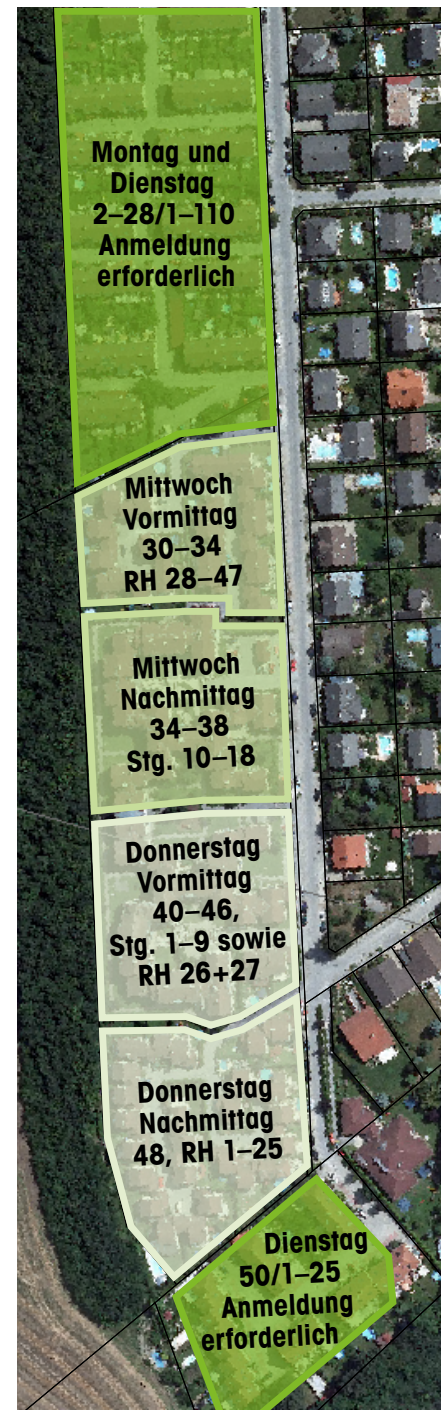 Montag und
Dienstag
2–28/1–110
Anmeldung
erforderlich
Mittwoch
Vormittag
30–34
RH 28–47
Mittwoch
Nachmittag
34–38
Stg. 10–18
Donnerstag
Vormittag
40–46,
Stg. 1–9 sowie
RH 26+27
Donnerstag
Nachmittag
48, RH 1–25
Dienstag
50/1–25
Anmeldung
erforderlich